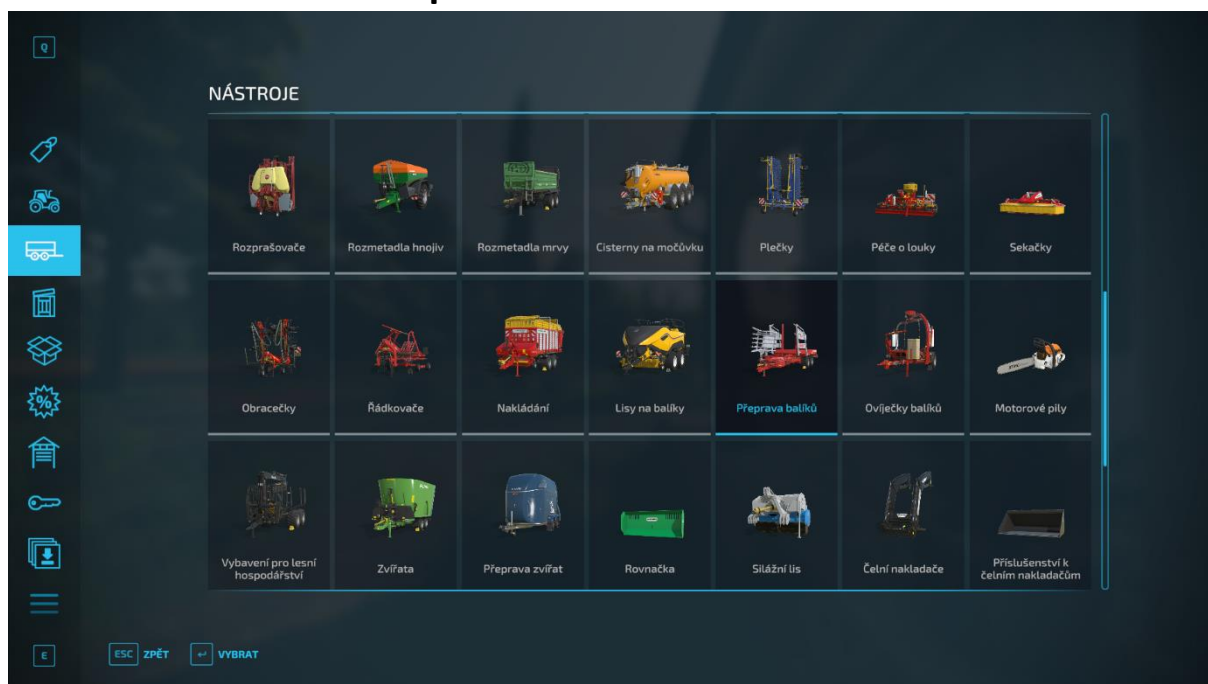 Q
NÁSTROJE
Rozprašovače
Rozmetadla hnojiv
Rozmetadla mrvy
Cisterny na močůvku
Plečky
Péče o louky
Sekačky
Obracečky
Řádkovače
Nakládání
Lisy na balíky
Přeprava balíků
Ovíječky balíků
Motorové pily
Vybavení pro lesní
hospodářství
Zvířata
Přeprava zvířat
Rovnačka
Silážní lis
Čelní nakladače
Příslušenství k
čelním nakladačům
E
ESC ZPĚT
VYBRAT